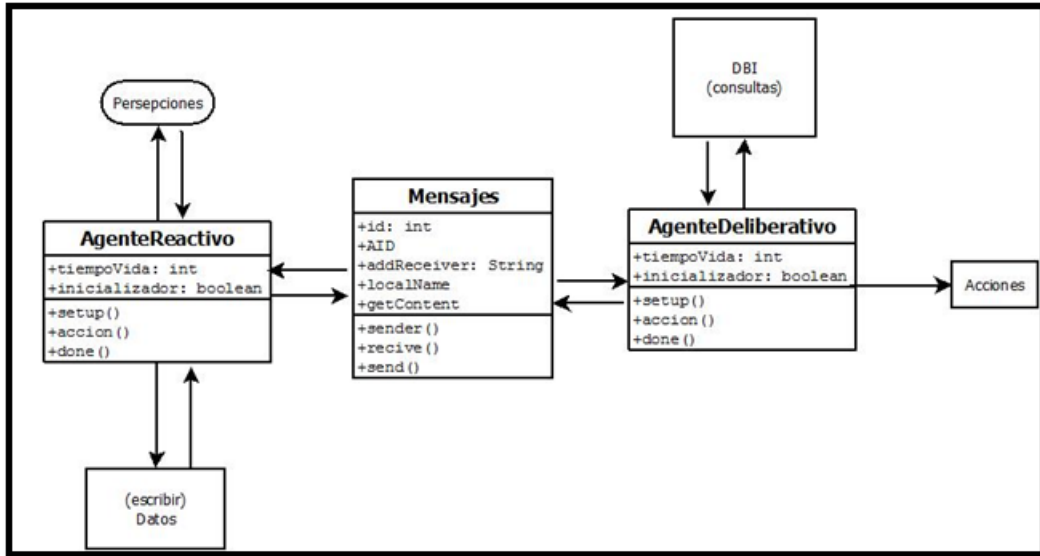 Persepciones
AgenteReactivo
+tiempoVida: int
+inicializador: boolean
+setup()
+accion()
+done()
(escribir)
Datos
Mensajes
+id: int
+AID
+addReceiver: String
+localName
+getContent
+sender()
+recive()
+send()
DBI
(consultas)
AgenteDeliberativo
+tiempoVida: int
+inicializador: boolean
+setup()
+accion()
+done()
Acciones